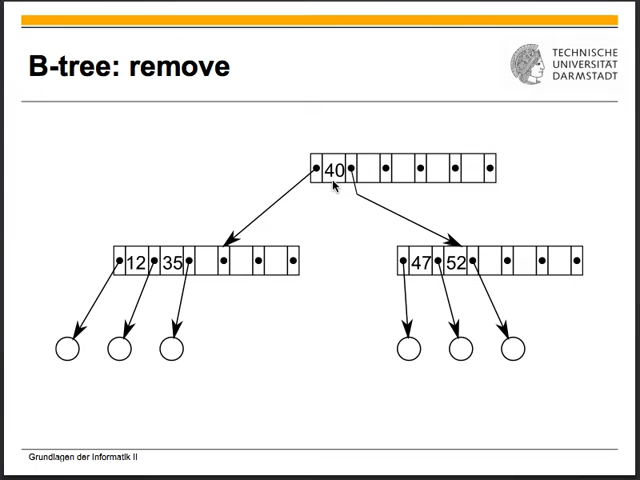 TECHNISCHE
UNIVERSITÄT
DARMSTADT
B-tree: remove
40
12 35
47 52
Grundlagen der Informatik II